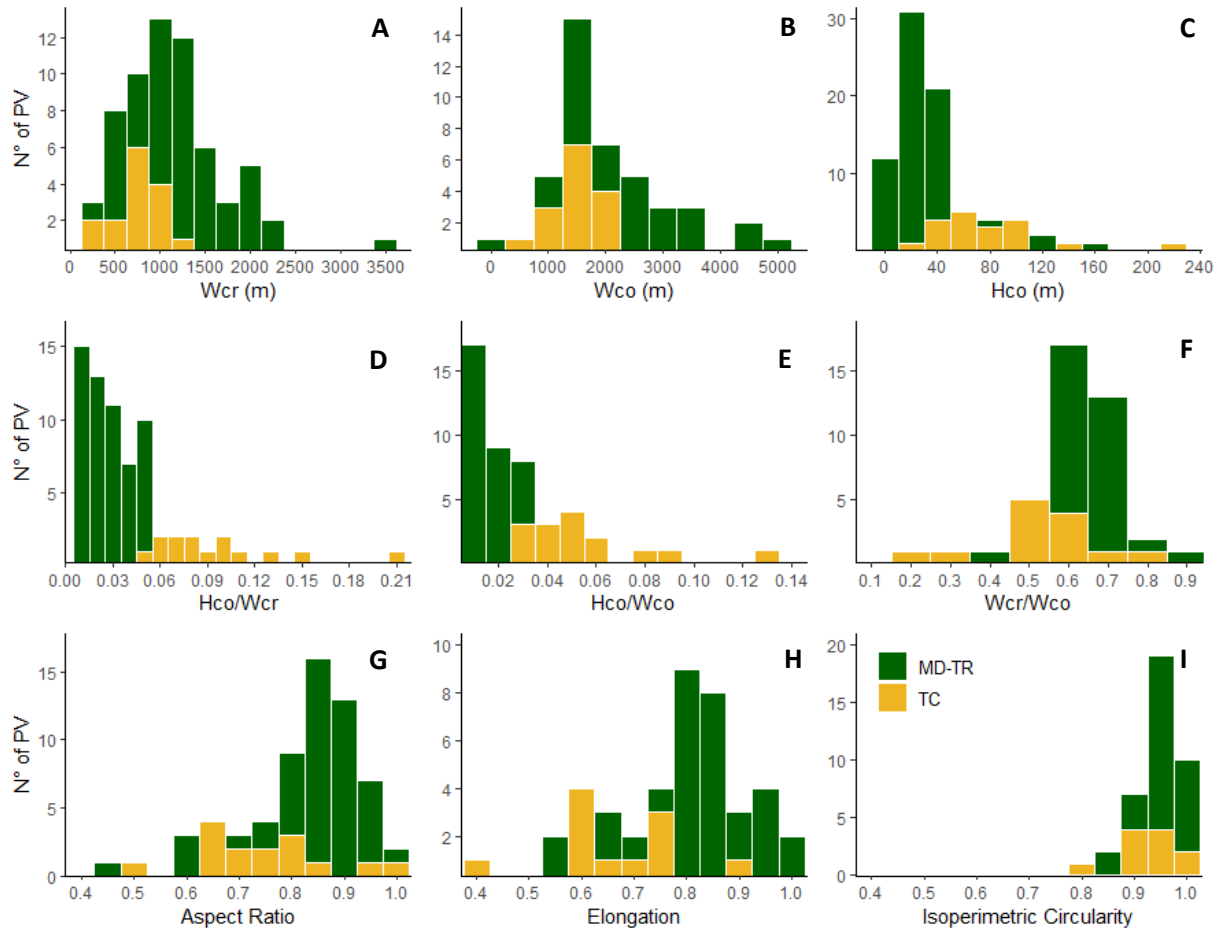 A
N° of PV
12
10
8
6
4
2
0 500 1000 1500 2000 2500 3000 3500
Wcr (m)
B
14
12
10
8
6
4
2
0 1000 2000 3000 4000 5000
Wco (m)
C
30
20
10
0 40 80 120 160 200 240
Hco (m)
D
N° of PV
15
10
5
0.00 0.03 0.06 0.09 0.12 0.15 0.18 0.21
Hco/Wcr
E
15
10
5
0.02 0.04 0.06 0.08 0.10 0.12 0.14
Hco/Wco
F
15
10
5
0.1 0.2 0.3 0.4 0.5 0.6 0.7 0.8 0.9
Wcr/Wco
G
N° of PV
15
10
5
0
0.4 0.5 0.6 0.7 0.8 0.9 1.0
Aspect Ratio
H
10
8
6
4
2
0.4 0.5 0.6 0.7 0.8 0.9 1.0
Elongation
I
MD-TR
TC
20
15
10
5
0
0.4 0.5 0.6 0.7 0.8 0.9 1.0
Isoperimetric Circularity